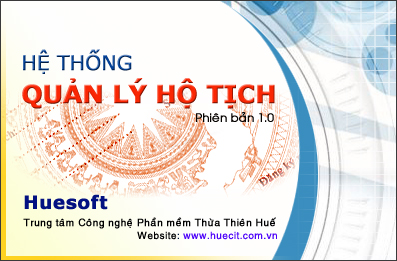 HỆ THỐNG
QUẢN LÝ HỘ TỊCH
Phiên bản 1.0
Đăng
Huesoft
Trung tâm Công nghệ Phần mềm Thừa Thiên Huế
Website: www.huecit.com.vn